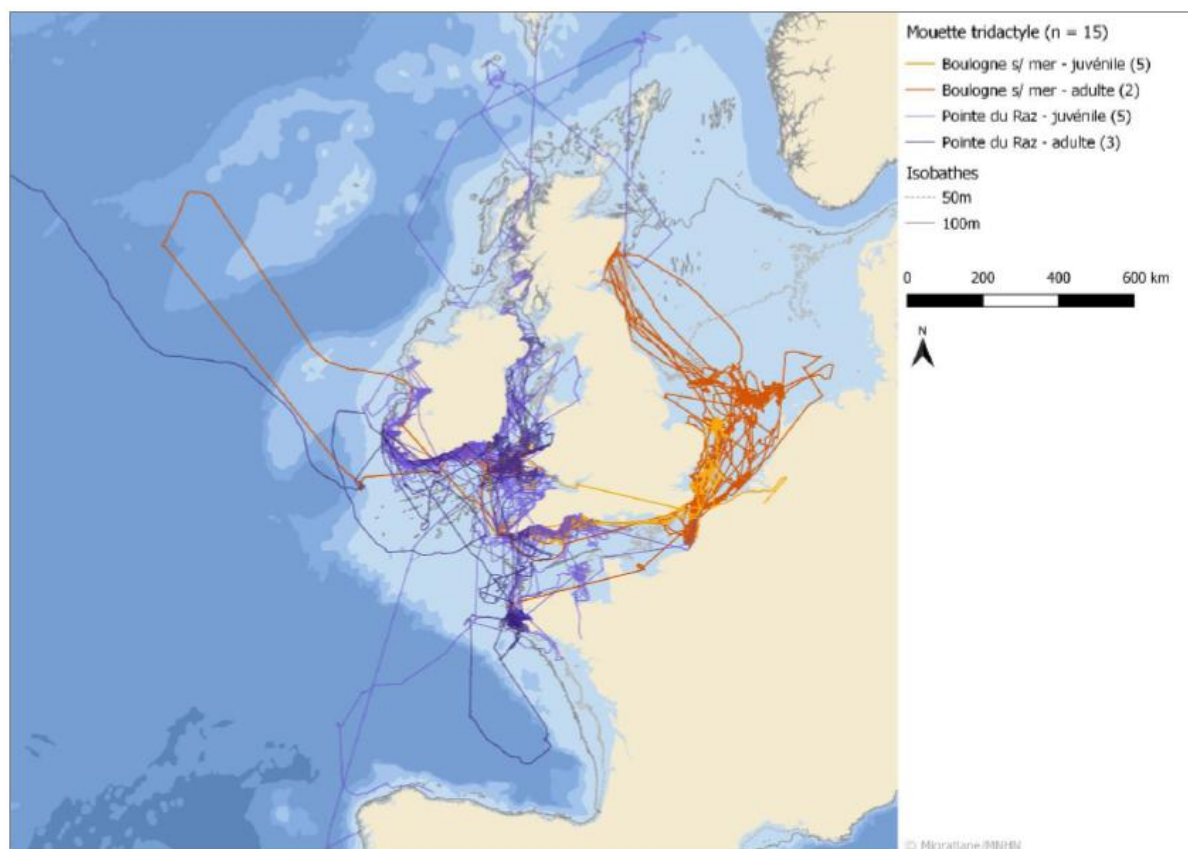 Mouette tridactyle (n = 15)
Boulogne s/ mer - juvénile (5)
Boulogne s/ mer - adulte (2)
Pointe du Raz - juvénile (5)
Pointe du Raz - adulte (3)
Isobathes
50m
100m
0 200 400 600 km
N
© Migratlane/MNHN